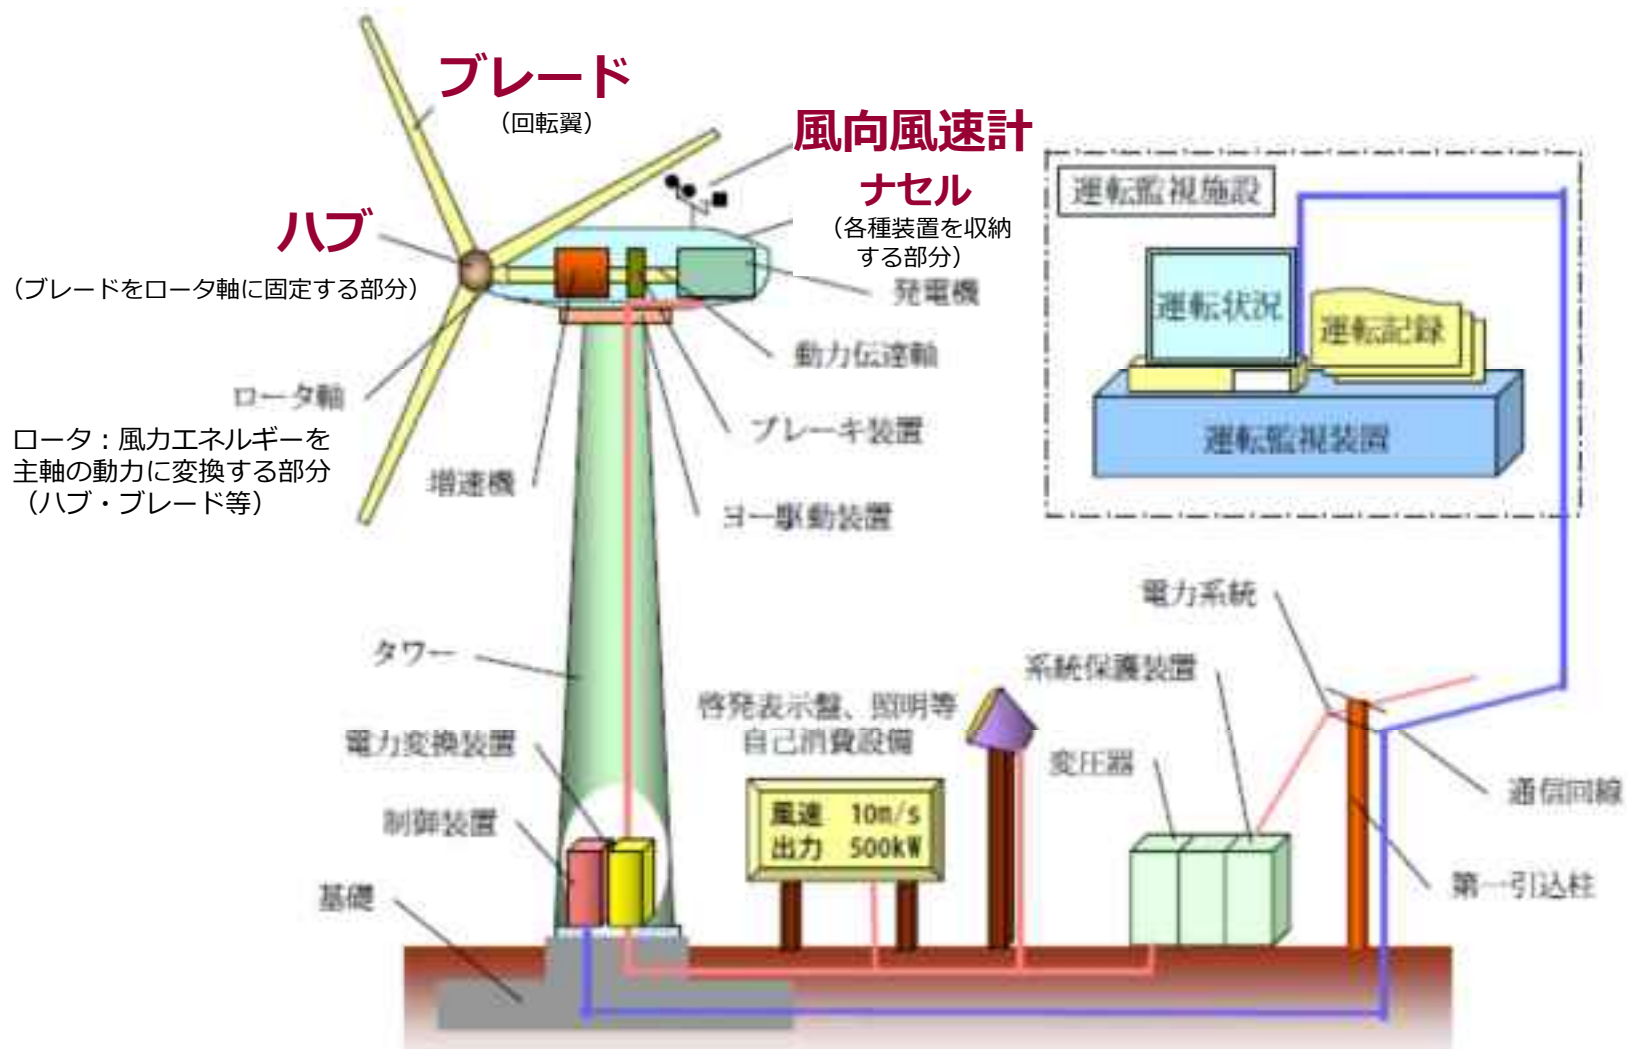 ブレード
（回転翼）
風向風速計
ナセル
（各種装置を収納
する部分）
ハブ
（ブレードをロータ軸に固定する部分）
発電機
動力伝達軸
ロータ軸
ロータ：風力エネルギーを
主軸の動力に変換する部分
（ハブ・ブレード等）
ブレーキ装置
増速機
ヨー駆動装置
運転監視施設
運転状況
運転記録
運転監視装置
タワー
電力変換装置
制御装置
基礎
啓発表示盤、照明等
自己消費設備
風速 10m/s
出力 500kW
電力系統
系統保護装置
変圧器
通信回線
第一引込柱